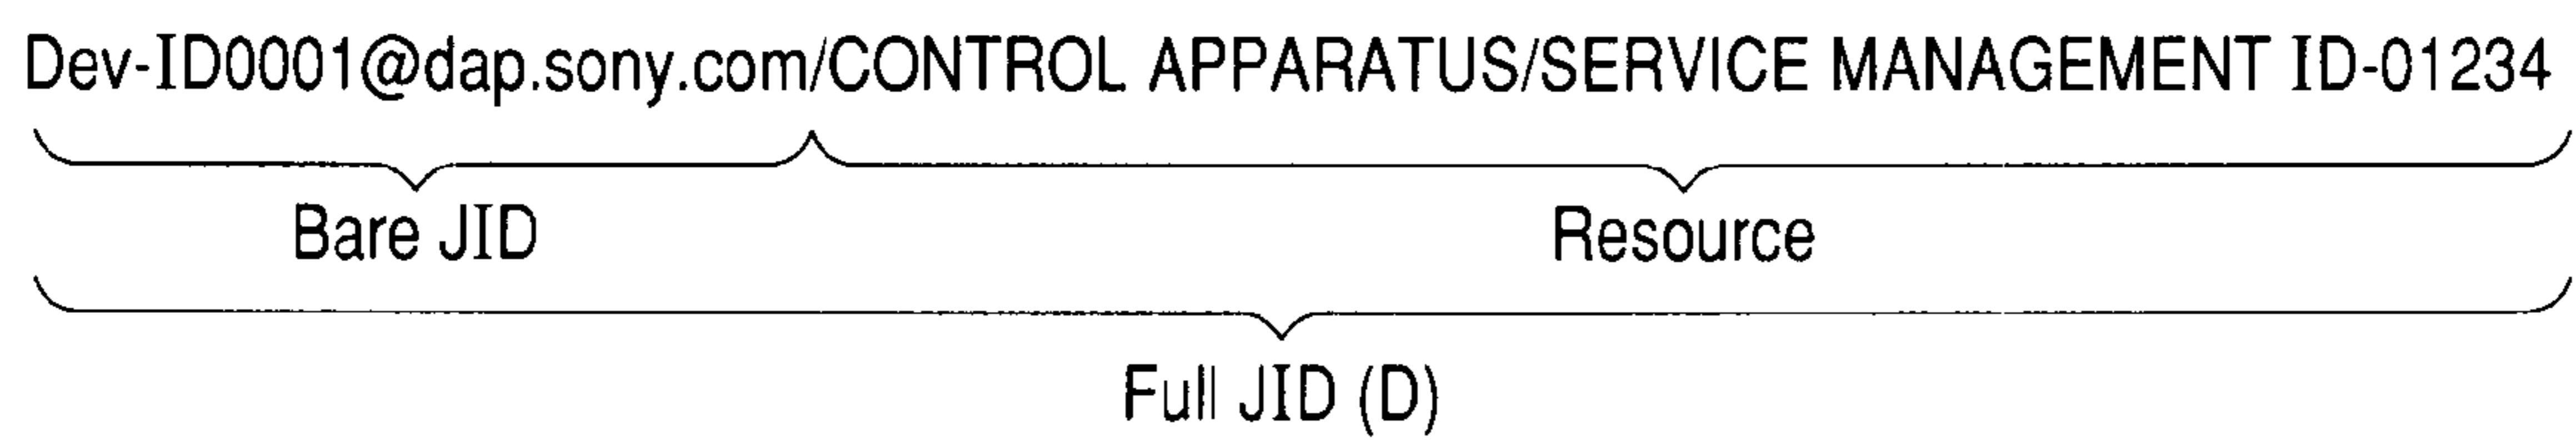 Dev-ID0001@dap.sony.com/CONTROL APPARATUS/SERVICE MANAGEMENT ID-01234
Bare JID Resource
Full JID (D)